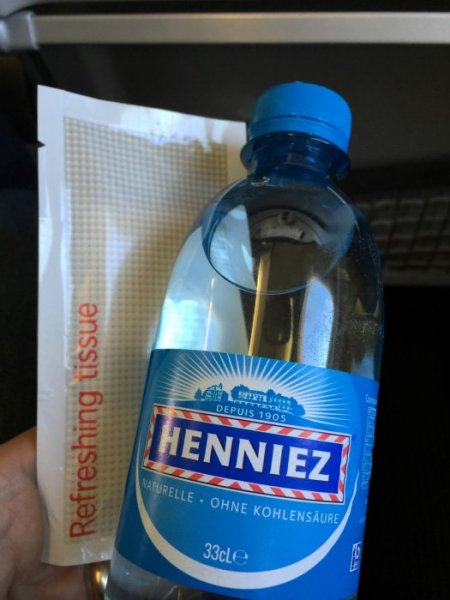 Refreshing tissue
DEPUIS 1905
HENNIEZ
NATURELLE • OHNE KOHLENSÄURE
33cL℮